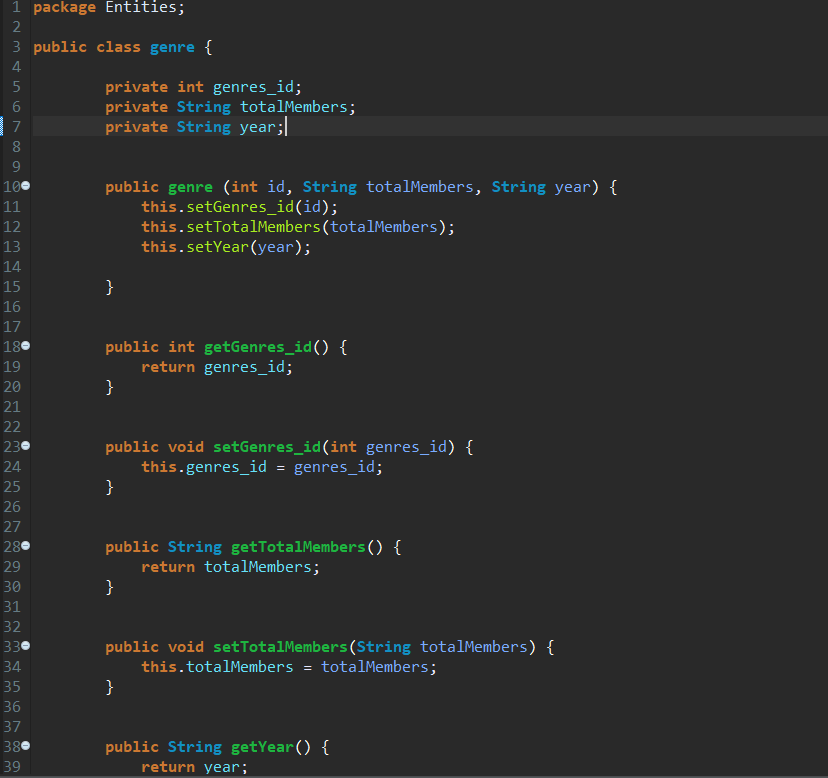 1 package Entities;
2
3 public class genre {
4
5 private int genres_id;
6 private String totalMembers;
7 private String year;
8
9
10 public genre (int id, String totalMembers, String year) {
11 this.setGenres_id(id);
12 this.setTotalMembers(totalMembers);
13 this.setYear(year);
14
15 }
16
17
18 public int getGenres_id() {
19 return genres_id;
20 }
21
22
23 public void setGenres_id(int genres_id) {
24 this.genres_id = genres_id;
25 }
26
27
28 public String getTotalMembers() {
29 return totalMembers;
30 }
31
32
33 public void setTotalMembers(String totalMembers) {
34 this.totalMembers = totalMembers;
35 }
36
37
38 public String getYear() {
39 return year;